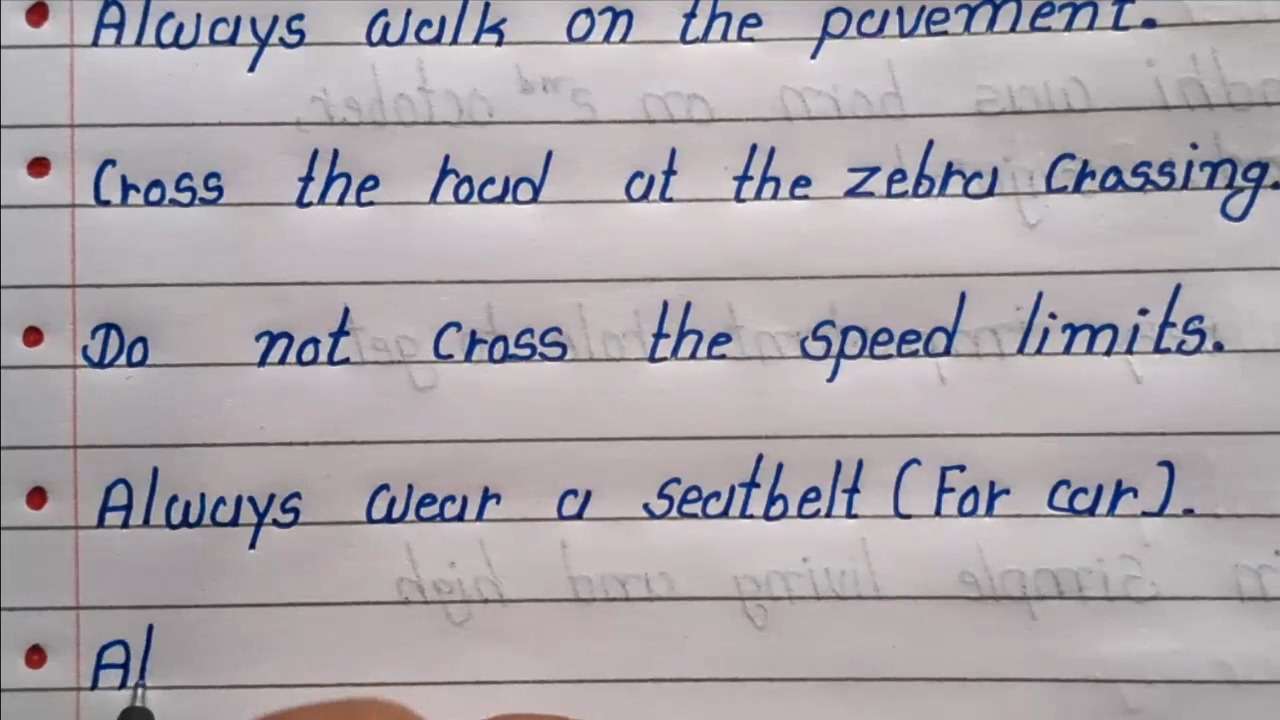 • Always walk on the pavement.
• Cross the road at the zebra Crossing.
• Do not cross the speed limits.
• Always wear a seatbelt (For car).
• Al